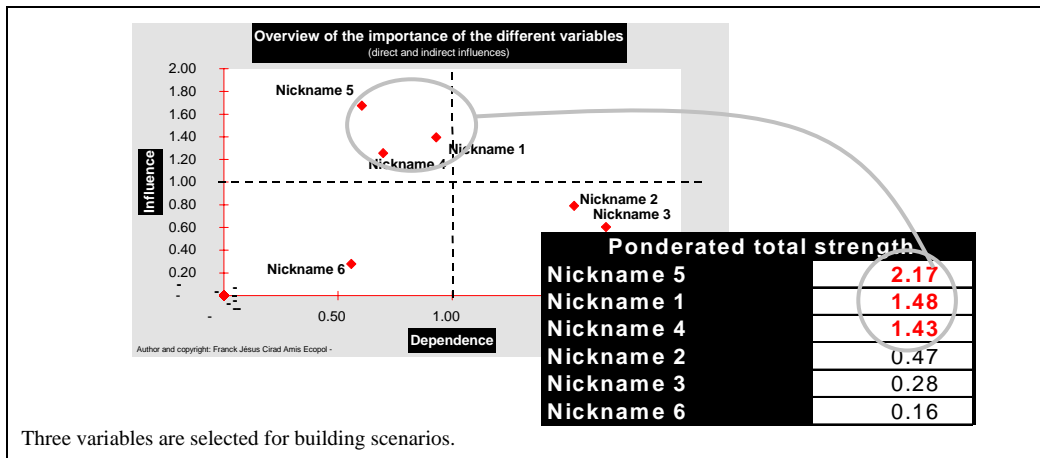 Overview of the importance of the different variables
(direct and indirect influences)
2.00
1.80
1.60
1.40
1.20
1.00
0.80
0.60
0.40
0.20
-
Influence
Nickname 5
Nickname 1
Nickname 4
Nickname 2
Nickname 3
Nickname 6
-
0.50
1.00
Dependence
Author and copyright: Franck Jésus Cirad Amis Ecopol -
Ponderated total strength
Nickname 5 2.17
Nickname 1 1.48
Nickname 4 1.43
Nickname 2 0.47
Nickname 3 0.28
Nickname 6 0.16
Three variables are selected for building scenarios.